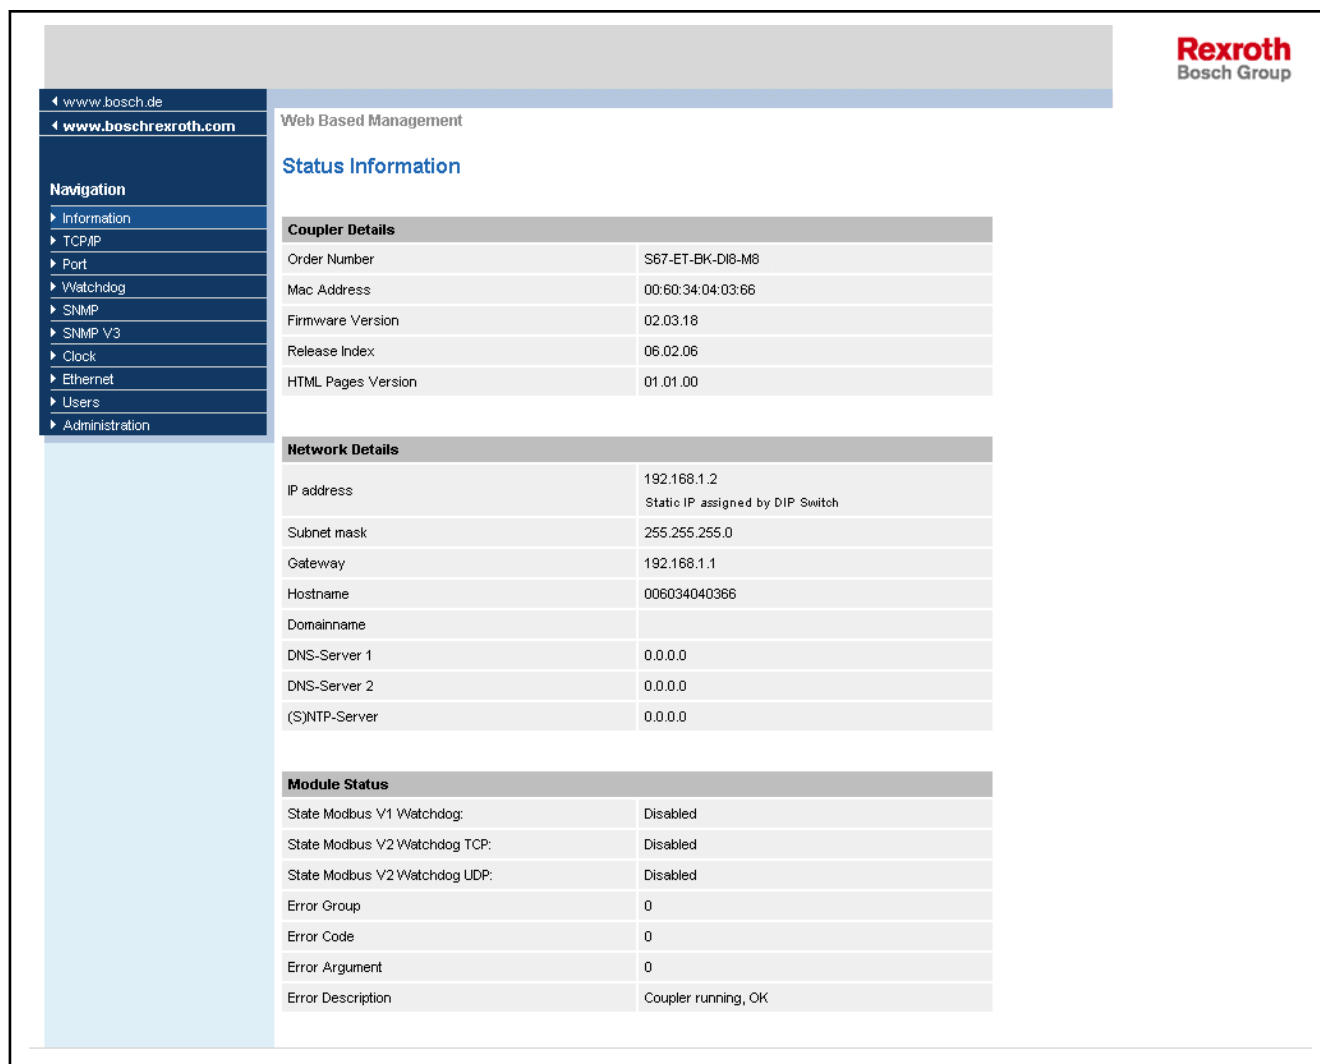 Rexroth
Bosch Group
www.bosch.de
www.boschrexroth.com
Web Based Management
Status Information
Navigation
Information
TCP/IP
Port
Watchdog
SNMP
SNMP V3
Clock
Ethernet
Users
Administration
Coupler Details
Order Number S67-ET-BK-DI8-M8
Mac Address 00:60:34:04:03:66
Firmware Version 02.03.18
Release Index 06.02.06
HTML Pages Version 01.01.00
Network Details
IP address 192.168.1.2
Static IP assigned by DIP Switch
Subnet mask 255.255.255.0
Gateway 192.168.1.1
Hostname 006034040366
Domainname
DNS-Server 1 0.0.0.0
DNS-Server 2 0.0.0.0
(S)NTP-Server 0.0.0.0
Module Status
State Modbus V1 Watchdog: Disabled
State Modbus V2 Watchdog TCP: Disabled
State Modbus V2 Watchdog UDP: Disabled
Error Group 0
Error Code 0
Error Argument 0
Error Description Coupler running, OK